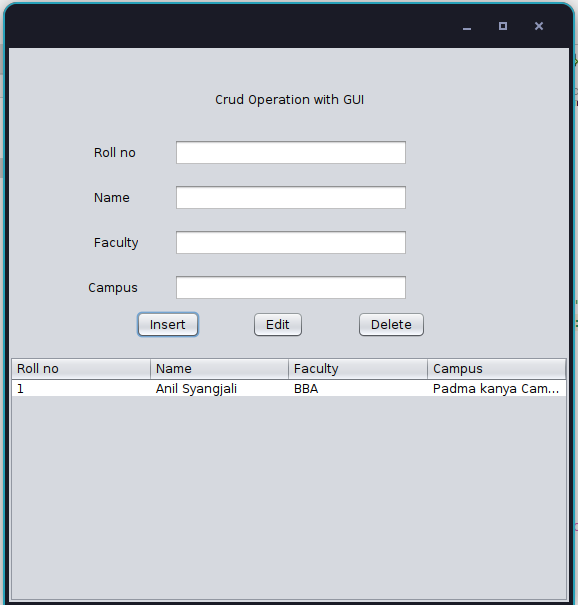 Crud Operation with GUI
Roll no
Name
Faculty
Campus
Insert Edit Delete
Roll no Name Faculty Campus
1 Anil Syangjali BBA Padma kanya Cam...